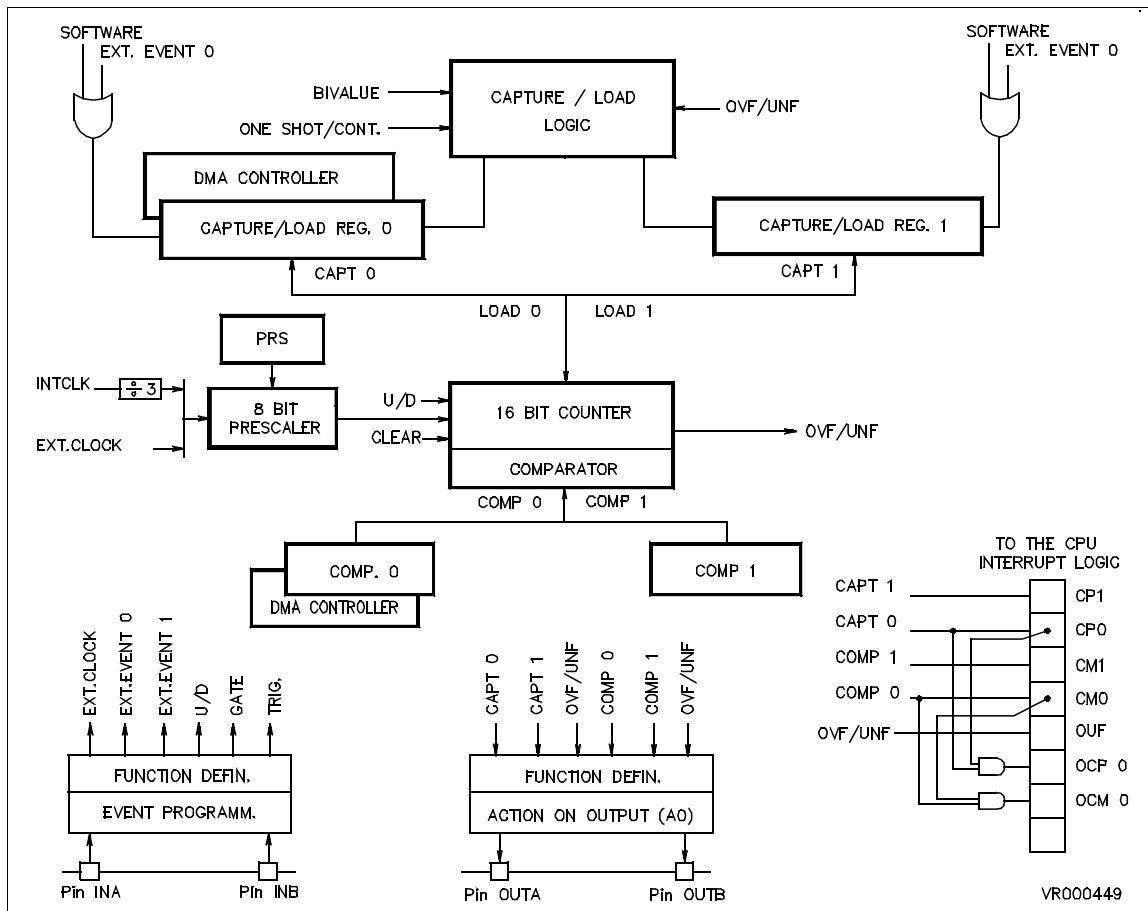 SOFTWARE
EXT. EVENT 0
SOFTWARE
EXT. EVENT 0
BIVALUE
ONE SHOT/CONT.
CAPTURE / LOAD
LOGIC
OVF/UNF
DMA CONTROLLER
CAPTURE/LOAD REG. 0
CAPTURE/LOAD REG. 1
CAPT 0
CAPT 1
LOAD 0
LOAD 1
PRS
INTCLK
÷ 3
8 BIT
PRESCALER
EXT.CLOCK
U/D
CLEAR
16 BIT COUNTER
COMPARATOR
OVF/UNF
COMP 0
COMP 1
COMP. 0
DMA CONTROLLER
COMP 1
TO THE CPU
INTERRUPT LOGIC
CAPT 1
CP1
CAPT 0
CP0
COMP 1
CM1
COMP 0
CM0
OVF/UNF
OUF
OCP 0
OCM 0
EXT.CLOCK
EXT.EVENT 0
EXT.EVENT 1
U/D
GATE
TRIG.
FUNCTION DEFIN.
EVENT PROGRAMM.
Pin INA
Pin INB
CAPT 0
CAPT 1
OVF/UNF
COMP 0
COMP 1
OVF/UNF
FUNCTION DEFIN.
ACTION ON OUTPUT (AO)
Pin OUTA
Pin OUTB
VR000449